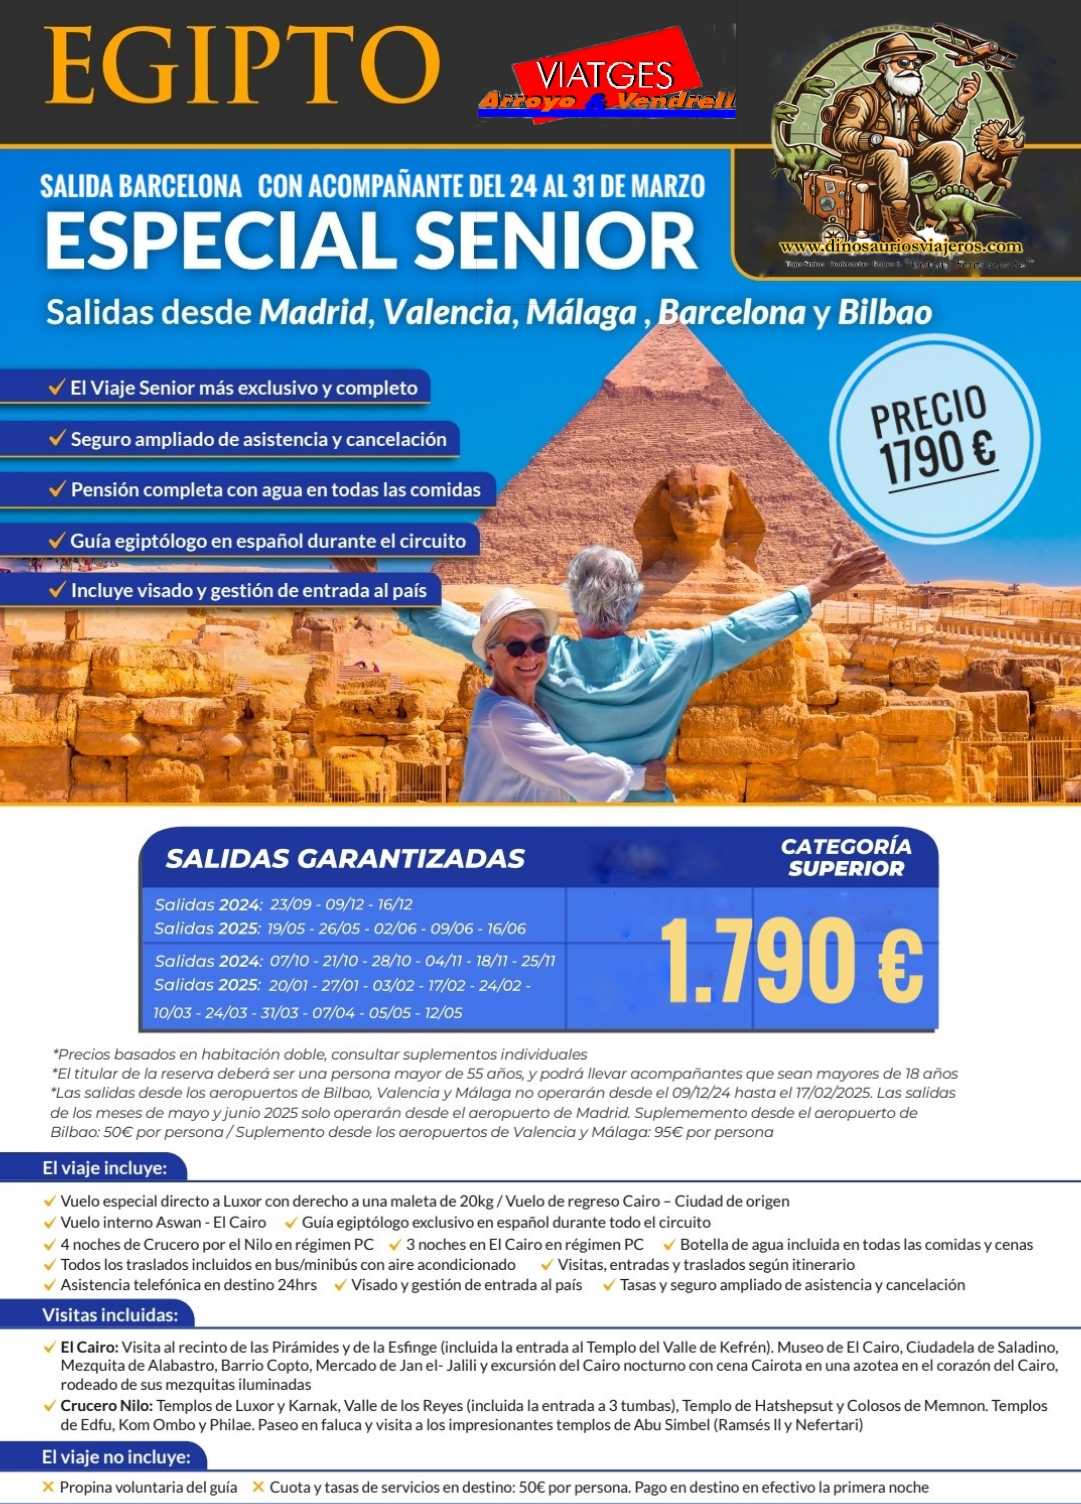 EGIPTO
VIATGES
Arroyo & Vendrell
www.dinosauriosviajeros.com
SALIDA BARCELONA CON ACOMPAÑANTE DEL 24 AL 31 DE MARZO
ESPECIAL SENIOR
Salidas desde Madrid, Valencia, Málaga , Barcelona y Bilbao
✓ El Viaje Senior más exclusivo y completo
✓ Seguro ampliado de asistencia y cancelación
✓ Pensión completa con agua en todas las comidas
✓ Guía egiptólogo en español durante el circuito
✓ Incluye visado y gestión de entrada al país
PRECIO
1790 €
SALIDAS GARANTIZADAS
CATEGORÍA
SUPERIOR
Salidas 2024: 23/09 - 09/12 - 16/12
Salidas 2025: 19/05 - 26/05 - 02/06 - 09/06 - 16/06
Salidas 2024: 07/10 - 21/10 - 28/10 - 04/11 - 18/11 - 25/11
Salidas 2025: 20/01 - 27/01 - 03/02 - 17/02 - 24/02 -
10/03 - 24/03 - 31/03 - 07/04 - 05/05 - 12/05
1.790 €
*Precios basados en habitación doble, consultar suplementos individuales
*El titular de la reserva deberá ser una persona mayor de 55 años, y podrá llevar acompañantes que sean mayores de 18 años
*Las salidas desde los aeropuertos de Bilbao, Valencia y Málaga no operarán desde el 09/12/24 hasta el 17/02/2025. Las salidas
de los meses de mayo y junio 2025 solo operarán desde el aeropuerto de Madrid. Suplemento desde el aeropuerto de
Bilbao: 50€ por persona / Suplemento desde los aeropuertos de Valencia y Málaga: 95€ por persona
El viaje incluye:
✓ Vuelo especial directo a Luxor con derecho a una maleta de 20kg / Vuelo de regreso Cairo – Ciudad de origen
✓ Vuelo interno Aswan - El Cairo ✓ Guía egiptólogo exclusivo en español durante todo el circuito
✓ 4 noches de Crucero por el Nilo en régimen PC ✓ 3 noches en El Cairo en régimen PC ✓ Botella de agua incluida en todas las comidas y cenas
✓ Todos los traslados incluidos en bus/minibús con aire acondicionado ✓ Visitas, entradas y traslados según itinerario
✓ Asistencia telefónica en destino 24hrs ✓ Visado y gestión de entrada al país ✓ Tasas y seguro ampliado de asistencia y cancelación
Visitas incluidas:
✓ El Cairo: Visita al recinto de las Pirámides y de la Esfinge (incluida la entrada al Templo del Valle de Kefrén). Museo de El Cairo, Ciudadela de Saladino,
Mezquita de Alabastro, Barrio Copto, Mercado de Jan el- Jalili y excursión del Cairo nocturno con cena Cairota en una azotea en el corazón del Cairo,
rodeado de sus mezquitas iluminadas
✓ Crucero Nilo: Templos de Luxor y Karnak, Valle de los Reyes (incluida la entrada a 3 tumbas), Templo de Hatshepsut y Colosos de Memnon. Templos
de Edfu, Kom Ombo y Philae. Paseo en faluca y visita a los impresionantes templos de Abu Simbel (Ramsés II y Nefertari)
El viaje no incluye:
✕ Propina voluntaria del guía ✕ Cuota y tasas de servicios en destino: 50€ por persona. Pago en destino en efectivo la primera noche